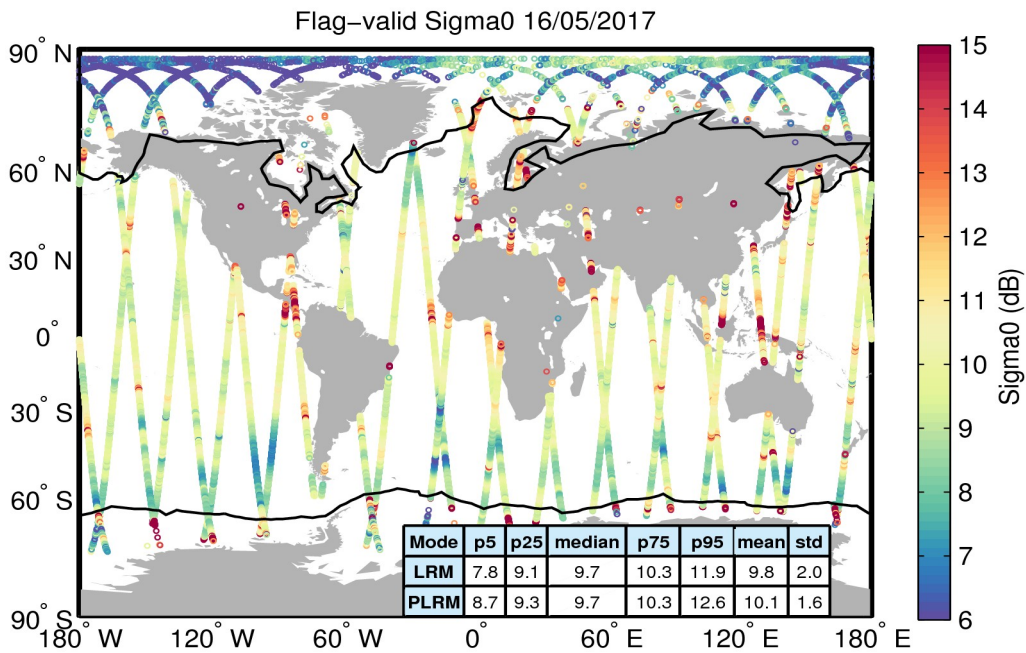 Flag−valid Sigma0 16/05/2017
90° N
60° N
30° N
0°
30° S
60° S
90° S
180° W
120° W
60° W
0°
60° E
120° E
180° E
Mode p5 p25 median p75 p95 mean std
LRM 7.8 9.1 9.7 10.3 11.9 9.8 2.0
PLRM 8.7 9.3 9.7 10.3 12.6 10.1 1.6
15
14
13
12
11
10
9
8
7
6
Sigma0 (dB)